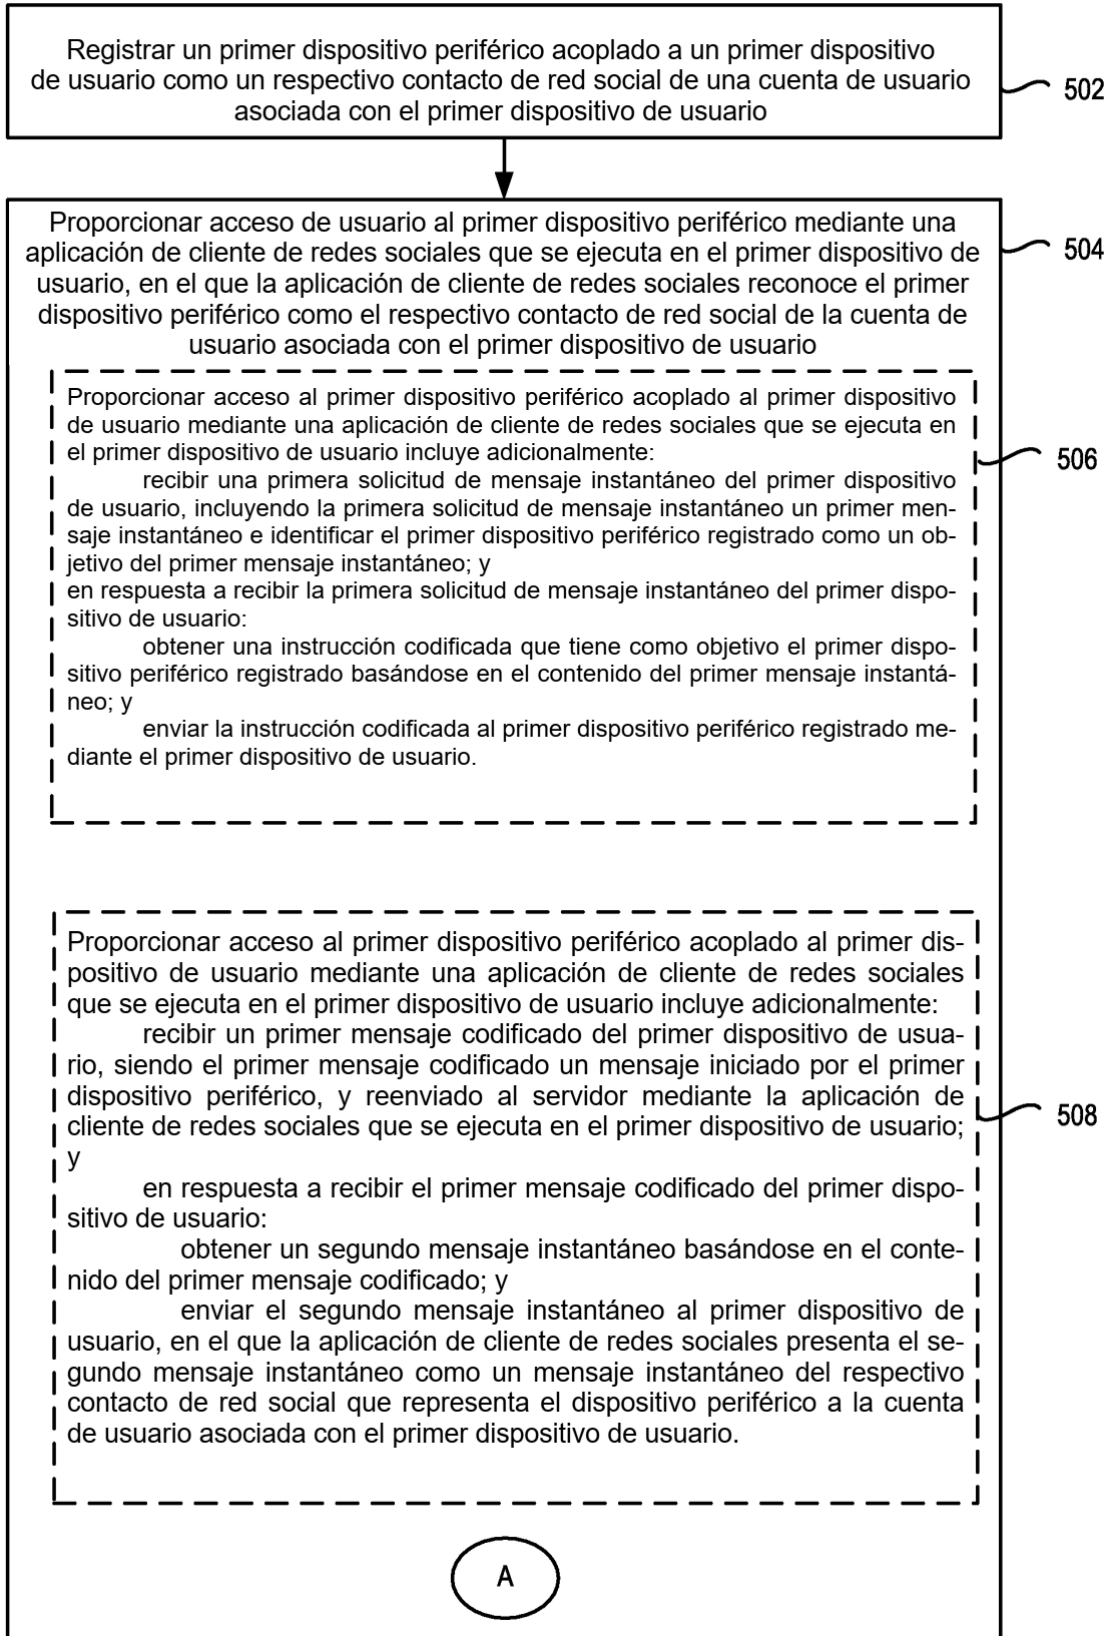 Registrar un primer dispositivo periférico acoplado a un primer dispositivo
de usuario como un respectivo contacto de red social de una cuenta de usuario
asociada con el primer dispositivo de usuario
502
Proporcionar acceso de usuario al primer dispositivo periférico mediante una
aplicación de cliente de redes sociales que se ejecuta en el primer dispositivo de
usuario, en el que la aplicación de cliente de redes sociales reconoce el primer
dispositivo periférico como el respectivo contacto de red social de la cuenta de
usuario asociada con el primer dispositivo de usuario
504
Proporcionar acceso al primer dispositivo periférico acoplado al primer dispositivo
de usuario mediante una aplicación de cliente de redes sociales que se ejecuta en
el primer dispositivo de usuario incluye adicionalmente:
recibir una primera solicitud de mensaje instantáneo del primer dispositivo
de usuario, incluyendo la primera solicitud de mensaje instantáneo un primer men-
saje instantáneo e identificar el primer dispositivo periférico registrado como un ob-
jetivo del primer mensaje instantáneo; y
en respuesta a recibir la primera solicitud de mensaje instantáneo del primer dispo-
sitivo de usuario:
obtener una instrucción codificada que tiene como objetivo el primer dispo-
sitivo periférico registrado basándose en el contenido del primer mensaje instantá-
neo; y
enviar la instrucción codificada al primer dispositivo periférico registrado me-
diante el primer dispositivo de usuario.
506
Proporcionar acceso al primer dispositivo periférico acoplado al primer dis-
positivo de usuario mediante una aplicación de cliente de redes sociales
que se ejecuta en el primer dispositivo de usuario incluye adicionalmente:
recibir un primer mensaje codificado del primer dispositivo de usua-
rio, siendo el primer mensaje codificado un mensaje iniciado por el primer
dispositivo periférico, y reenviado al servidor mediante la aplicación de
cliente de redes sociales que se ejecuta en el primer dispositivo de usuario;
y
en respuesta a recibir el primer mensaje codificado del primer dispo-
sitivo de usuario:
obtener un segundo mensaje instantáneo basándose en el conte-
nido del primer mensaje codificado; y
enviar el segundo mensaje instantáneo al primer dispositivo de
usuario, en el que la aplicación de cliente de redes sociales presenta el se-
gundo mensaje instantáneo como un mensaje instantáneo del respectivo
contacto de red social que representa el dispositivo periférico a la cuenta
de usuario asociada con el primer dispositivo de usuario.
508
A